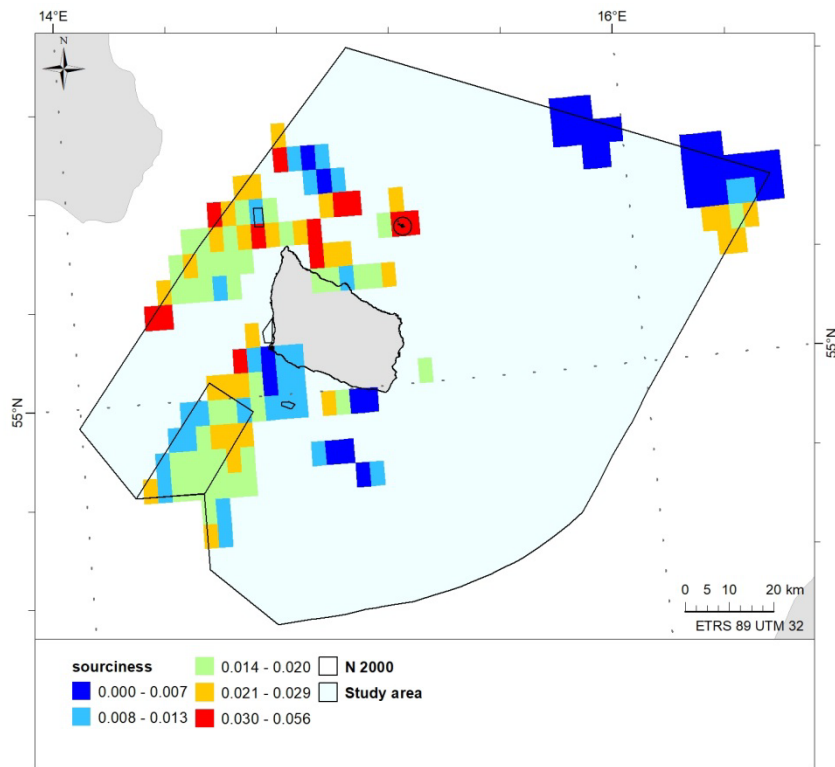 14°E 16°E
N
55°N
55°N
0 5 10 20 km
ETRS 89 UTM 32
sourciness 0.014 - 0.020 N 2000
0.000 - 0.007 0.021 - 0.029 Study area
0.008 - 0.013 0.030 - 0.056